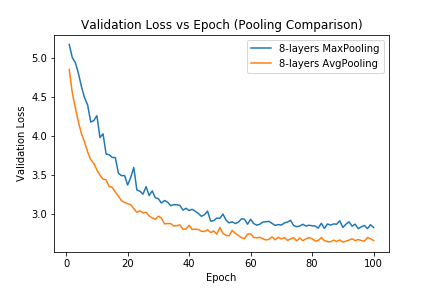 Validation Loss vs Epoch (Pooling Comparison)
8-layers MaxPooling
8-layers AvgPooling
Validation Loss
5.0
4.5
4.0
3.5
3.0
0 20 40 60 80 100
Epoch